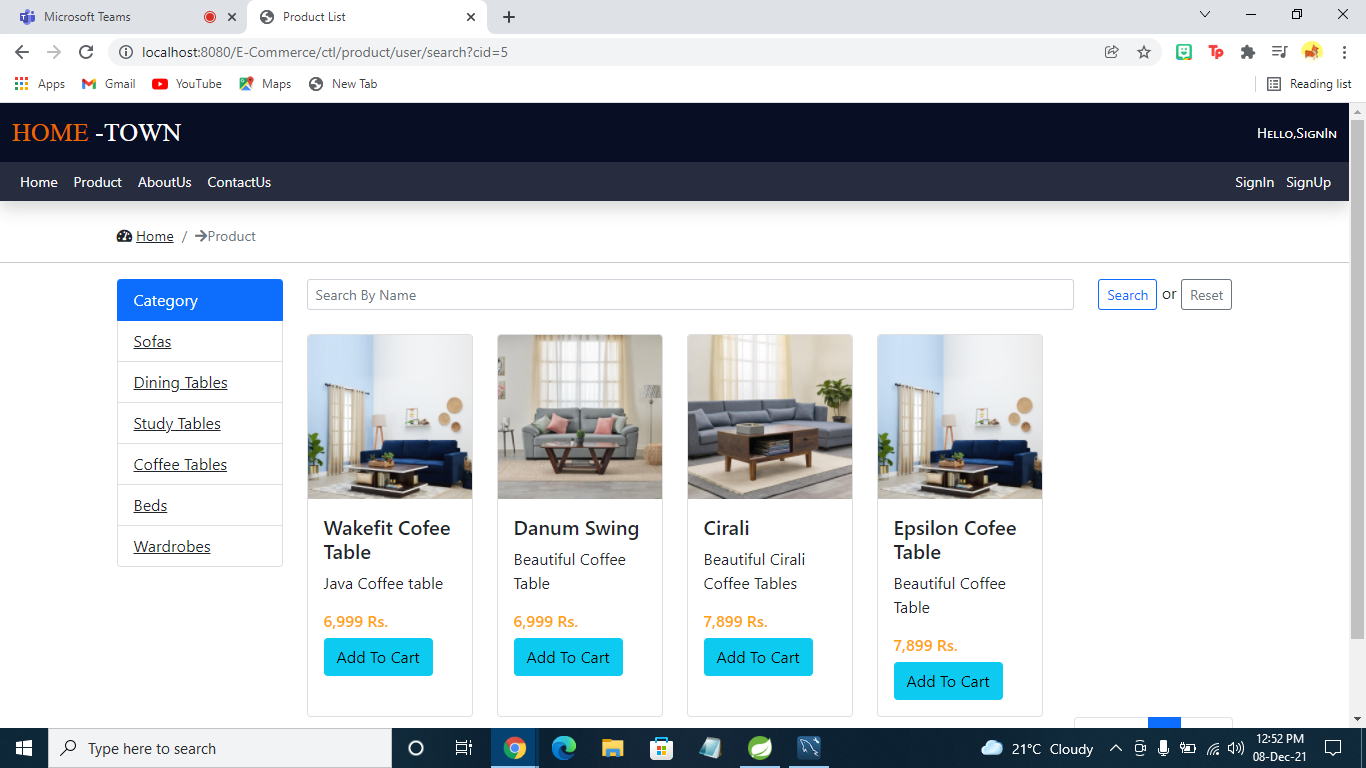 Microsoft Teams
Product List
localhost:8080/E-Commerce/ctl/product/user/search?cid=5
Apps Gmail YouTube Maps New Tab Reading list
HOME -TOWN
Hello,SignIn
Home Product AboutUs ContactUs SignIn SignUp
Home / Product
Category
Sofas
Dining Tables
Study Tables
Coffee Tables
Beds
Wardrobes
Search By Name
Search or Reset
Wakefit Cofee
Table
Java Coffee table
6,999 Rs.
Add To Cart
Danum Swing
Beautiful Coffee
Table
6,999 Rs.
Add To Cart
Cirali
Beautiful Cirali
Coffee Tables
7,899 Rs.
Add To Cart
Epsilon Cofee
Table
Beautiful Coffee
Table
7,899 Rs.
Add To Cart
Type here to search
21°C Cloudy
12:52 PM
08-Dec-21